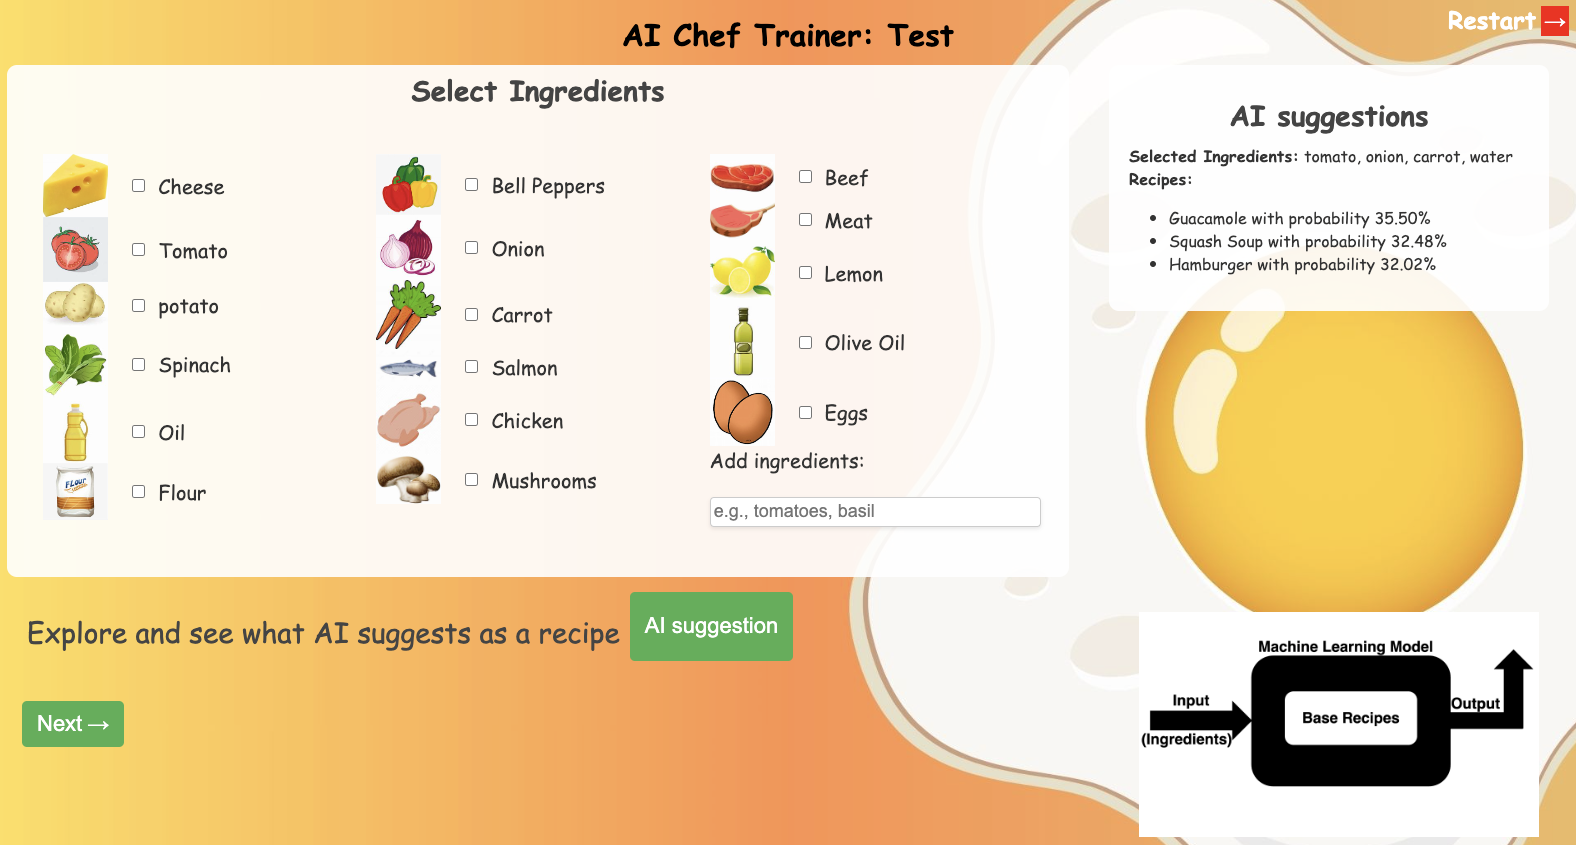 AI Chef Trainer: Test
Restart →
Select Ingredients
Cheese
Tomato
potato
Spinach
Oil
FLour
Flour
Bell Peppers
Onion
Carrot
Salmon
Chicken
Mushrooms
Beef
Meat
Lemon
Olive Oil
Eggs
Add ingredients:
e.g., tomatoes, basil
AI suggestions
Selected Ingredients: tomato, onion, carrot, water
Recipes:
• Guacamole with probability 35.50%
• Squash Soup with probability 32.48%
• Hamburger with probability 32.02%
Explore and see what AI suggests as a recipe
AI suggestion
Next →
Machine Learning Model
Input
(Ingredients)
Base Recipes
Output